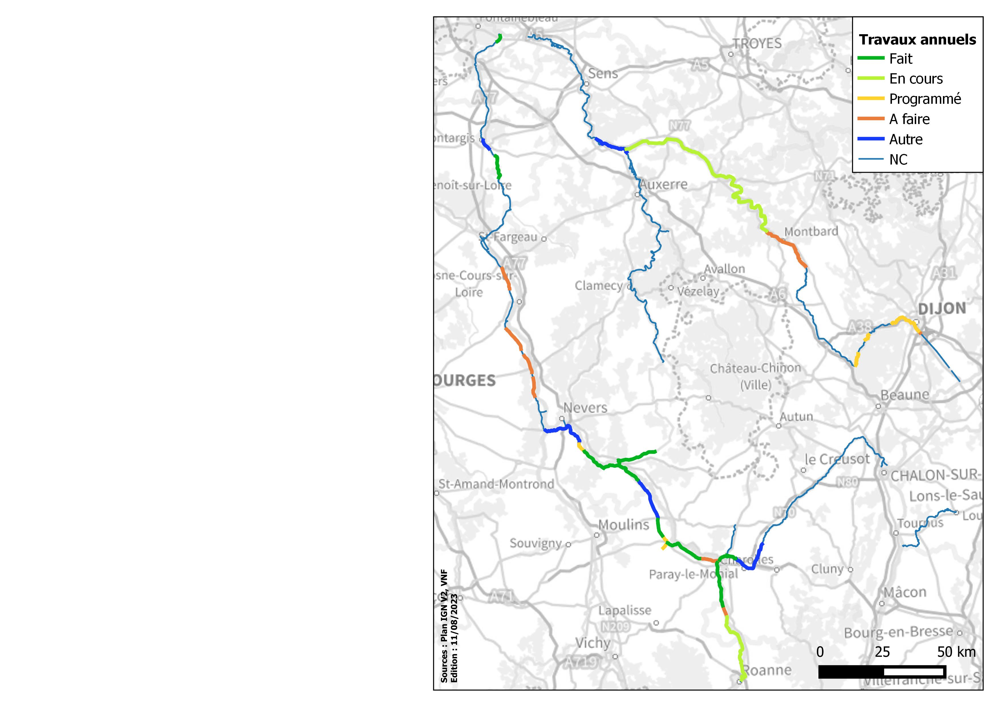 Fontainebleau
A5
TROYES
Travaux annuels
Fait
En cours
Programmé
A faire
Autre
NC
A5
Sens
ers
A77
N77
ontargis
N71
enoît-sur-Loire
Auxerre
St-Fargeau
Montbard
A77
osne-Cours-sur-
Loire
Avallon
A31
Clamecy
Vézelay
A6
DIJON
A38
Château-Chinon
(Ville)
OURGES
Beaune
Nevers
Autun
le Creusot
CHALON-SUR-
N80
St-Amand-Montrond
Lons-le-Sau
N70
Lou
Tournus
Moulins
Souvigny
Charolles
Paray-le-Monial
Cluny
Mâcon
A71
Lapalisse
N209
Bourg-en-Bresse
Vichy
0 25 50 km
A719
Roanne
Villefranche-sur-S
Sources : Plan IGN V2, VNF
Edition : 11/08/2023